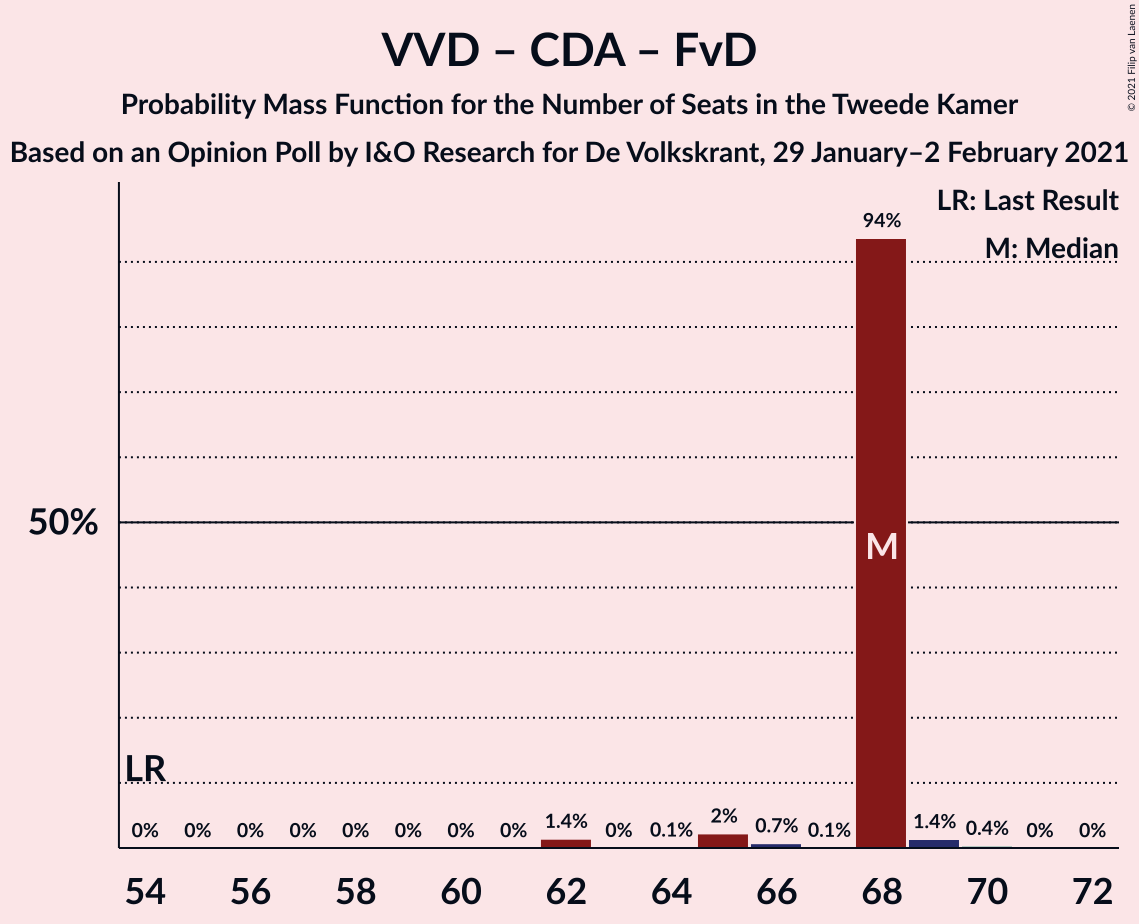 VVD – CDA – FvD
Probability Mass Function for the Number of Seats in the Tweede Kamer
Based on an Opinion Poll by I&O Research for De Volkskrant, 29 January–2 February 2021
© 2021 Filip van Laenen
LR: Last Result
M: Median
94%
50%
M
LR
0% 0% 0% 0% 0% 0% 0% 0% 1.4% 0% 0.1% 2% 0.7% 0.1% 1.4% 0.4% 0% 0%
54 56 58 60 62 64 66 68 70 72